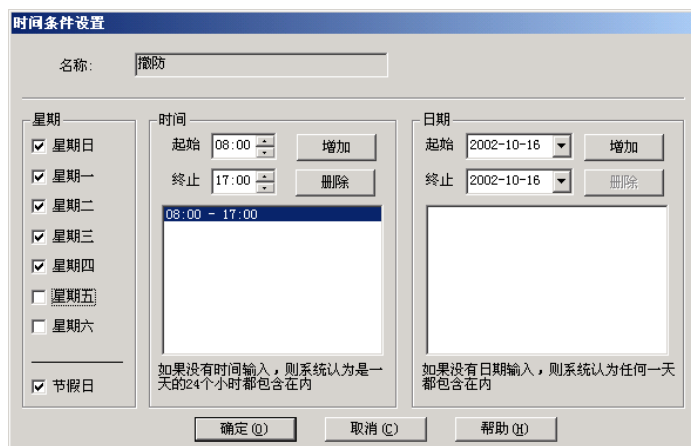 时间条件设置
名称: 撤防
星期
星期日
星期一
星期二
星期三
星期四
星期五
星期六
节假日
时间
起始 08:00 增加
终止 17:00 删除
08:00 - 17:00
如果没有时间输入，则系统认为是一
天的24个小时都包含在内
日期
起始 2002-10-16 增加
终止 2002-10-16 删除
如果没有日期输入，则系统认为任何一天
都包含在内
确定(O) 取消(C) 帮助(H)